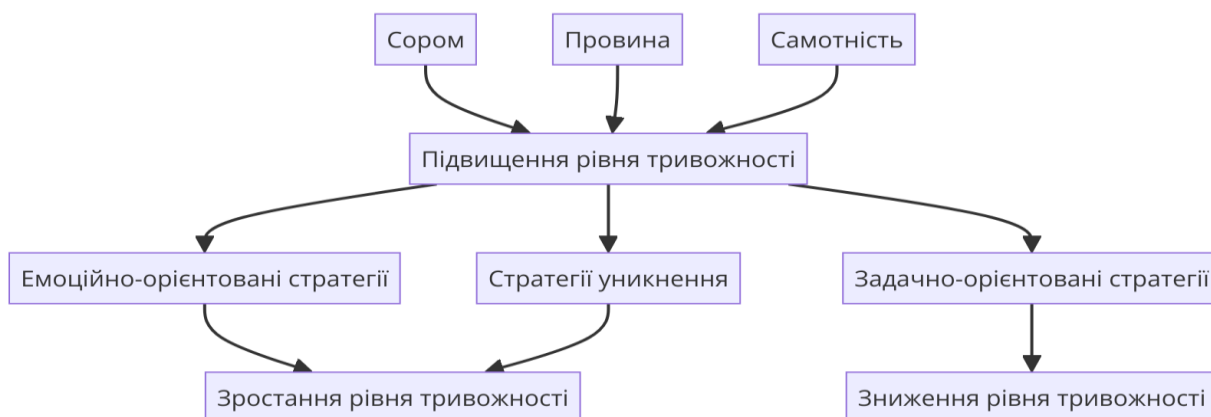 Сором
Провина
Самотність
Підвищення рівня тривожності
Емоційно-орієнтовані стратегії
Стратегії уникнення
Задачно-орієнтовані стратегії
Зростання рівня тривожності
Зниження рівня тривожності